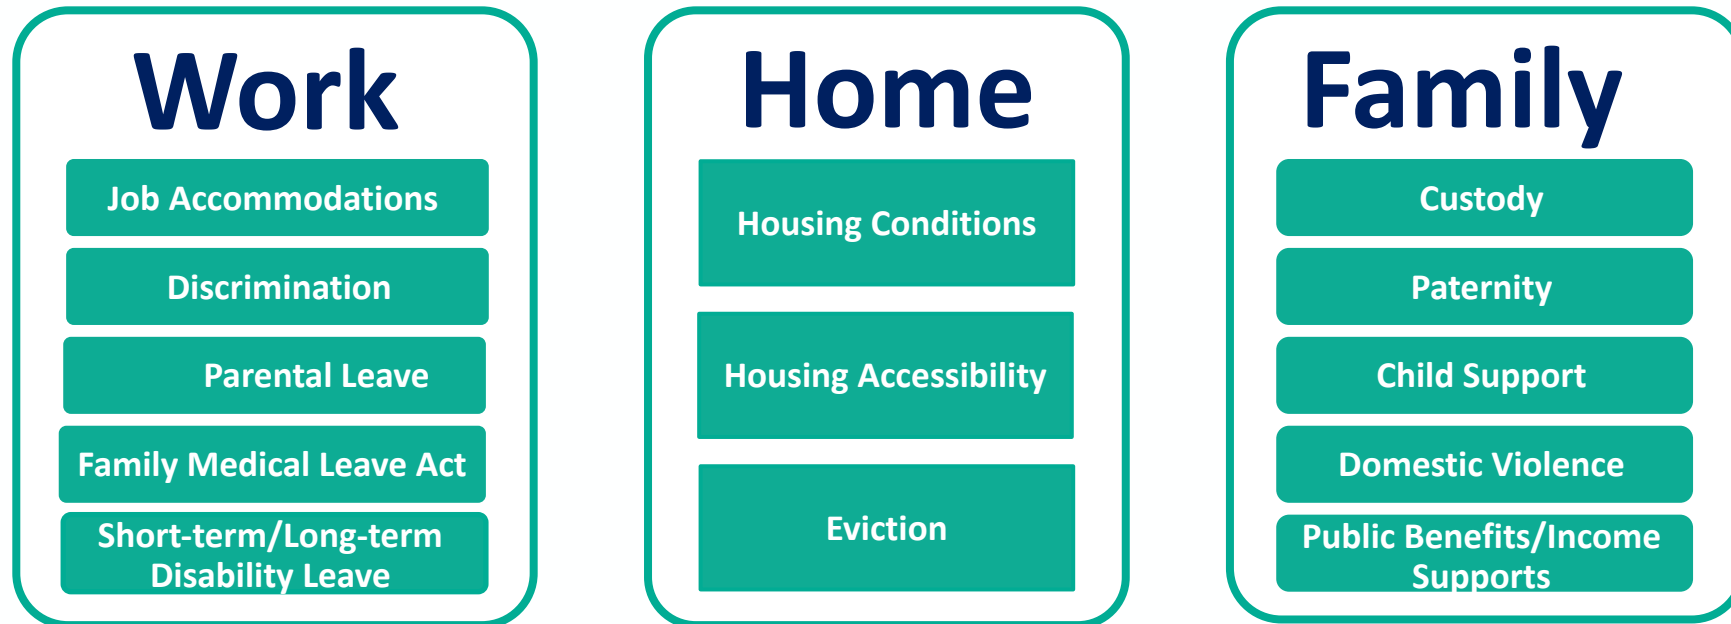 Work
Job Accommodations
Discrimination
Parental Leave
Family Medical Leave Act
Short-term/Long-term
Disability Leave
Home
Housing Conditions
Housing Accessibility
Eviction
Family
Custody
Paternity
Child Support
Domestic Violence
Public Benefits/Income
Supports